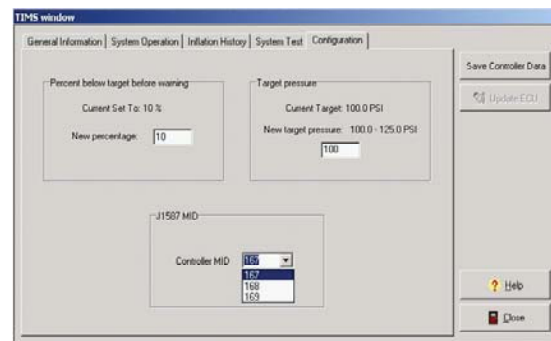 TIMS window
General Information
System Operation
Inflation History
System Test
Configuration
Save Controller Data
Update ECU
Percent below target before warning
Current Set To: 10 %
New percentage: 10
Target pressure
Current Target: 100.0 PSI
New target pressure: 100.0 - 125.0 PSI
100
J1587 MID
Controller MID 167
167
168
169
Help
Close